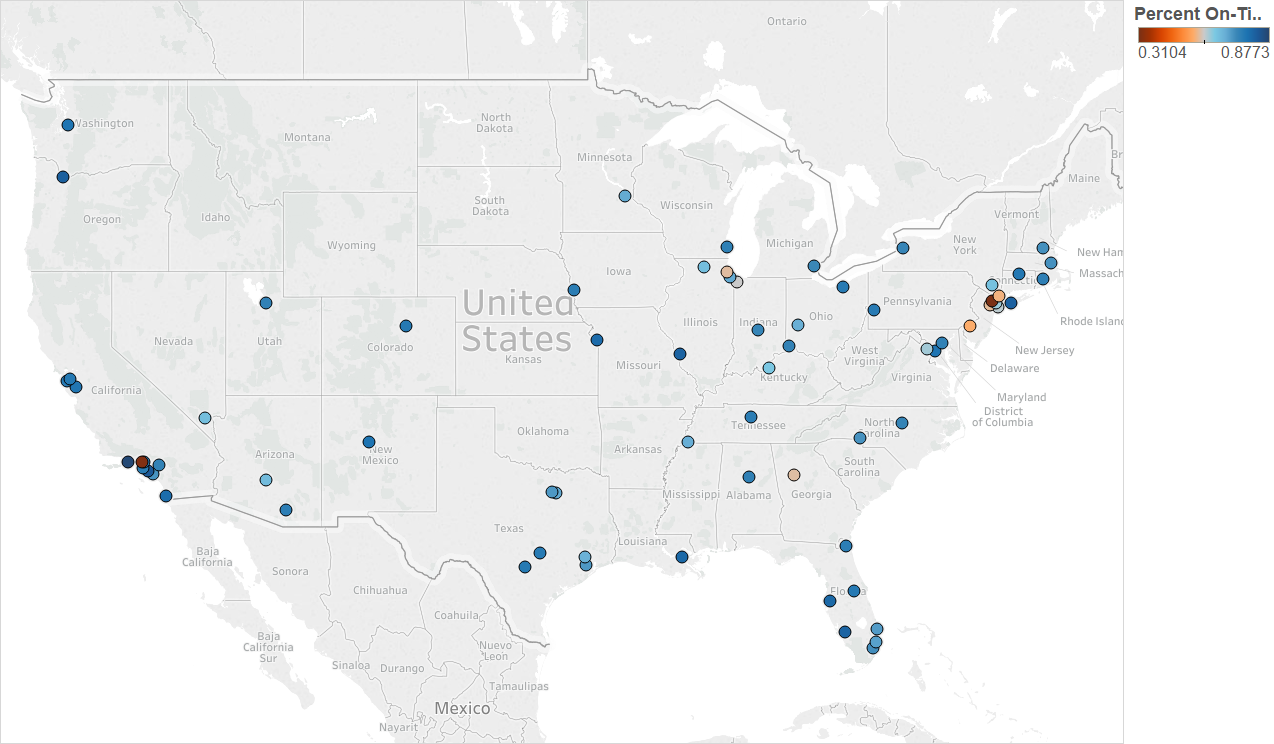 Percent On-Ti..
0.3104
0.8773
Ontario
Washington
Montana
North
Dakota
Minnesota
Br
Maine
Oregon
Idaho
South
Dakota
Wisconsin
Vermont
Wyoming
Michigan
New
York
New Ham
Massach
Iowa
United
States
Pennsylvania
Rhode Island
Nevada
Utah
Colorado
Kansas
Illinois
Indiana
Ohio
Missouri
West
Virginia
New Jersey
Delaware
Kentucky
Virginia
Maryland
District
of Columbia
California
Arizona
New
Mexico
Oklahoma
Arkansas
Tennessee
North
Carolina
South
Carolina
Mississippi
Alabama
Georgia
Texas
Louisiana
Baja
California
Sonora
Chihuahua
Florida
Coahuila
Baja
California
Sur
Nuevo
Leon
Sinaloa
Durango
Tamaulipas
Mexico
Nayarit